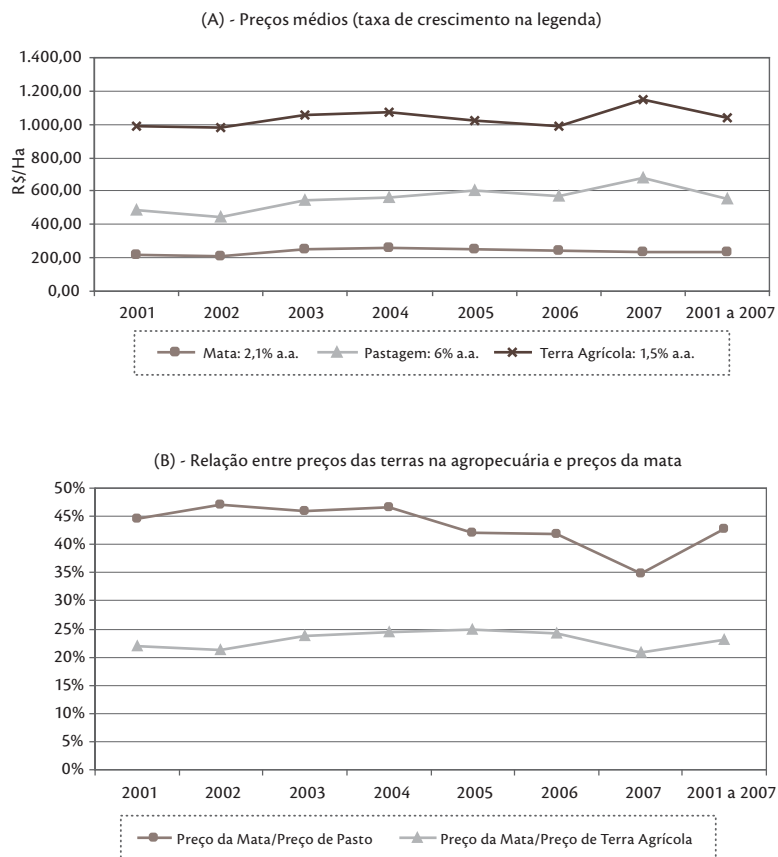 (A) - Preços médios (taxa de crescimento na legenda)
1.400,00
1.200,00
1.000,00
800,00
600,00
400,00
200,00
0,00
R$/Ha
2001 2002 2003 2004 2005 2006 2007 2001 a 2007
Mata: 2,1% a.a. Pastagem: 6% a.a. Terra Agrícola: 1,5% a.a.
(B) - Relação entre preços das terras na agropecuária e preços da mata
50%
45%
40%
35%
30%
25%
20%
15%
10%
5%
0%
2001 2002 2003 2004 2005 2006 2007 2001 a 2007
Preço da Mata/Preço de Pasto Preço da Mata/Preço de Terra Agrícola